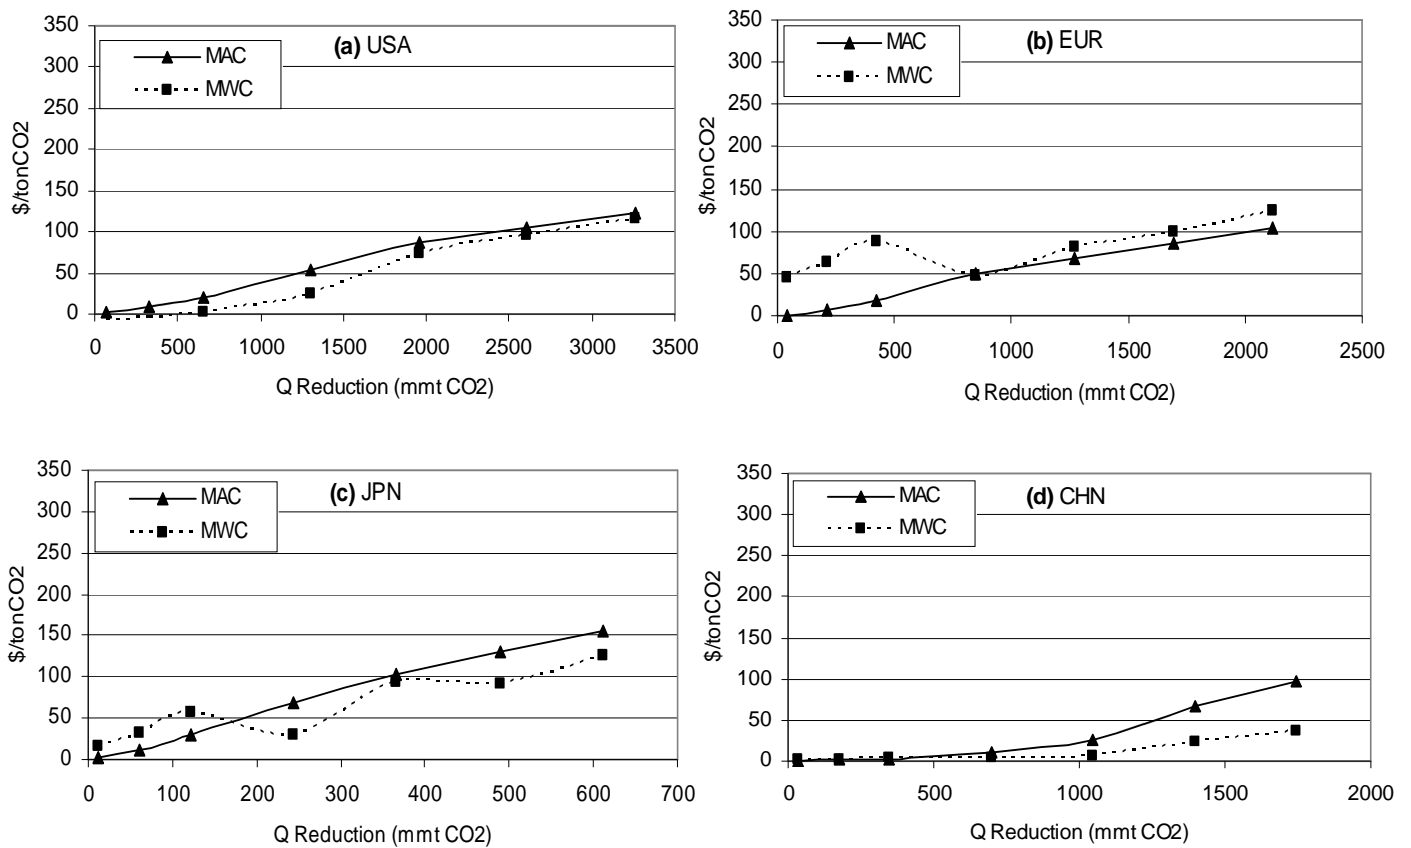 (a) USA
MAC
MWC
$/tonCO2
350
300
250
200
150
100
50
0
0 500 1000 1500 2000 2500 3000 3500
Q Reduction (mmt CO2)
(b) EUR
MAC
MWC
$/tonCO2
350
300
250
200
150
100
50
0
0 500 1000 1500 2000 2500
Q Reduction (mmt CO2)
(c) JPN
MAC
MWC
$/tonCO2
350
300
250
200
150
100
50
0
0 100 200 300 400 500 600 700
Q Reduction (mmt CO2)
(d) CHN
MAC
MWC
$/tonCO2
350
300
250
200
150
100
50
0
0 500 1000 1500 2000
Q Reduction (mmt CO2)